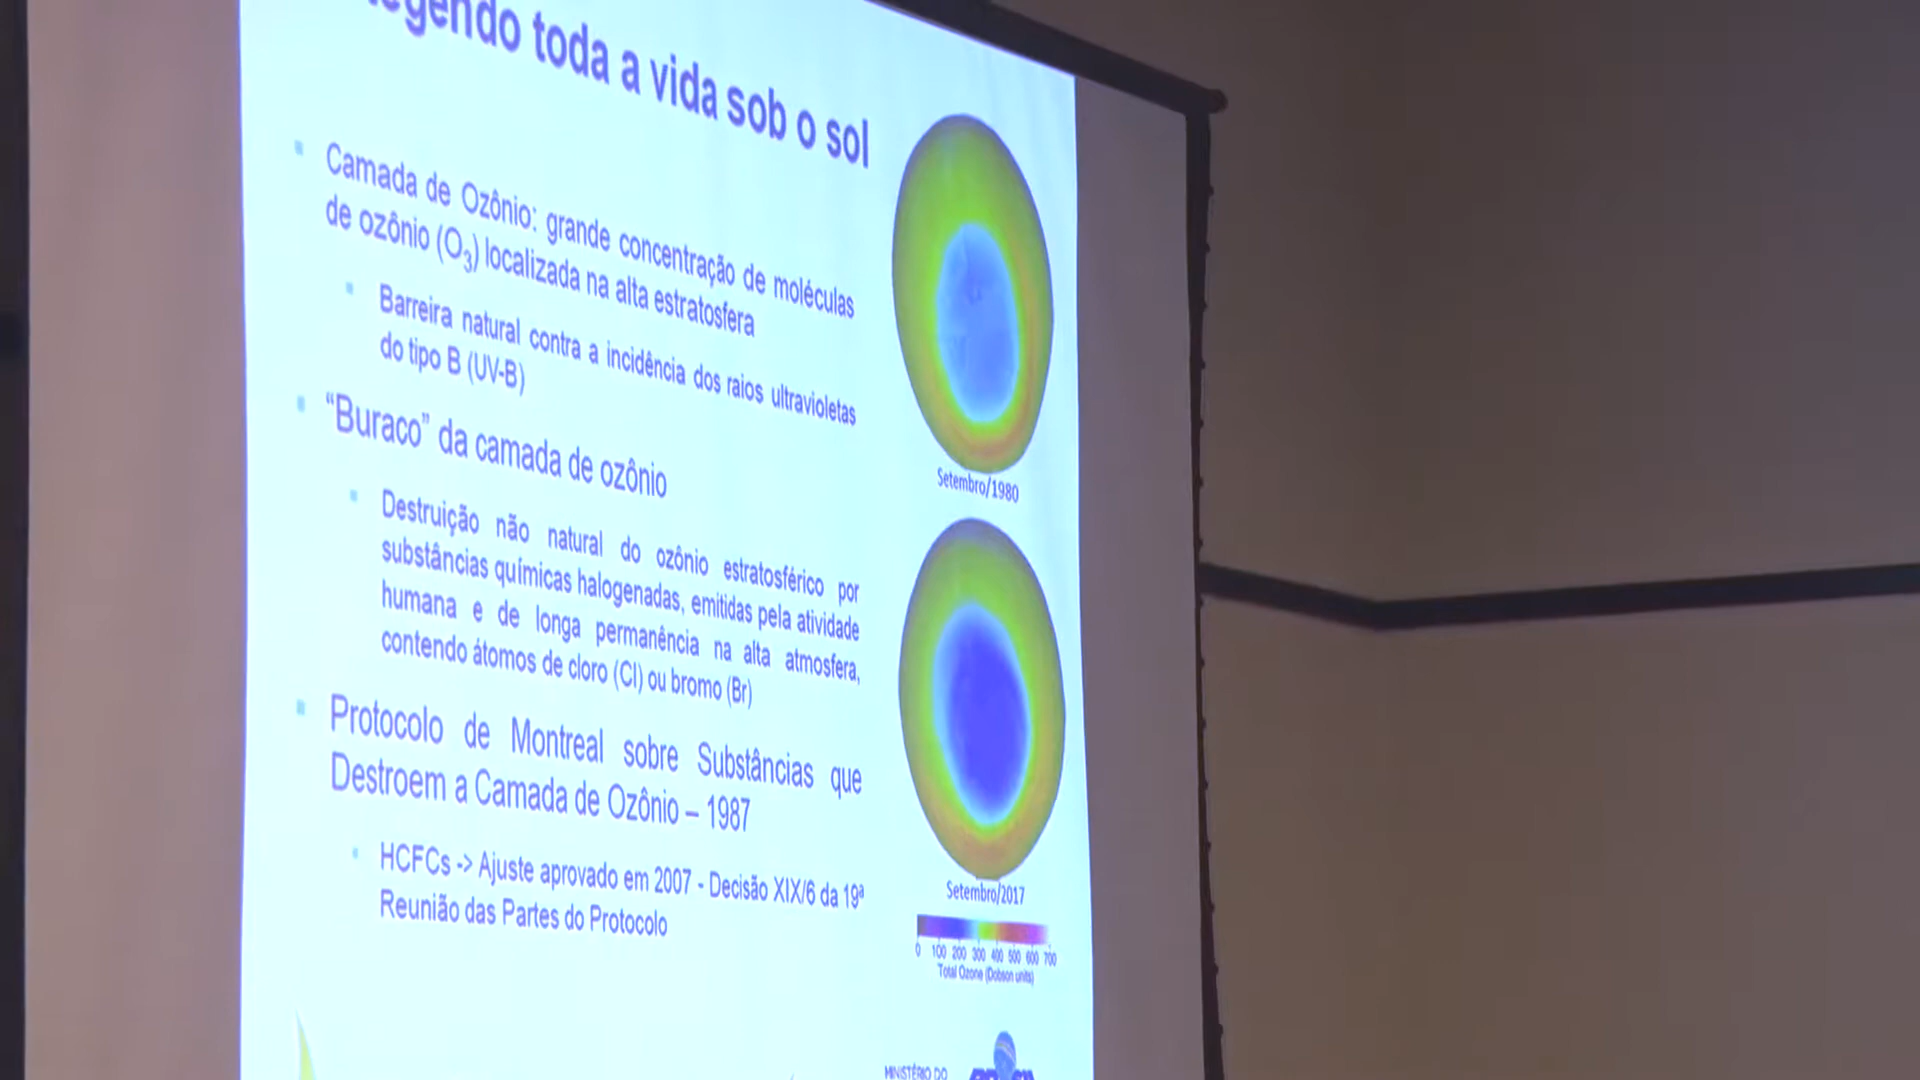 toda a vida sob o sol
Camada de Ozônio: grande concentração de moléculas
de ozônio (O₃) localizada na alta estratosfera
Barreira natural contra a incidência dos raios ultravioletas
do tipo B (UV-B)
“Buraco” da camada de ozônio
Destruição não natural do ozônio estratosférico por
substâncias químicas halogenadas, emitidas pela atividade
humana e de longa permanência na alta atmosfera,
contendo átomos de cloro (Cl) ou bromo (Br)
Protocolo de Montreal sobre Substâncias que
Destroem a Camada de Ozônio – 1987
HCFCs -> Ajuste aprovado em 2007 - Decisão XIX/6 da 19ª
Reunião das Partes do Protocolo
Setembro/1980
Setembro/2017
0 100 200 300 400 500 600 700
Total Ozone (Dobson units)
MINISTÉRIO DO